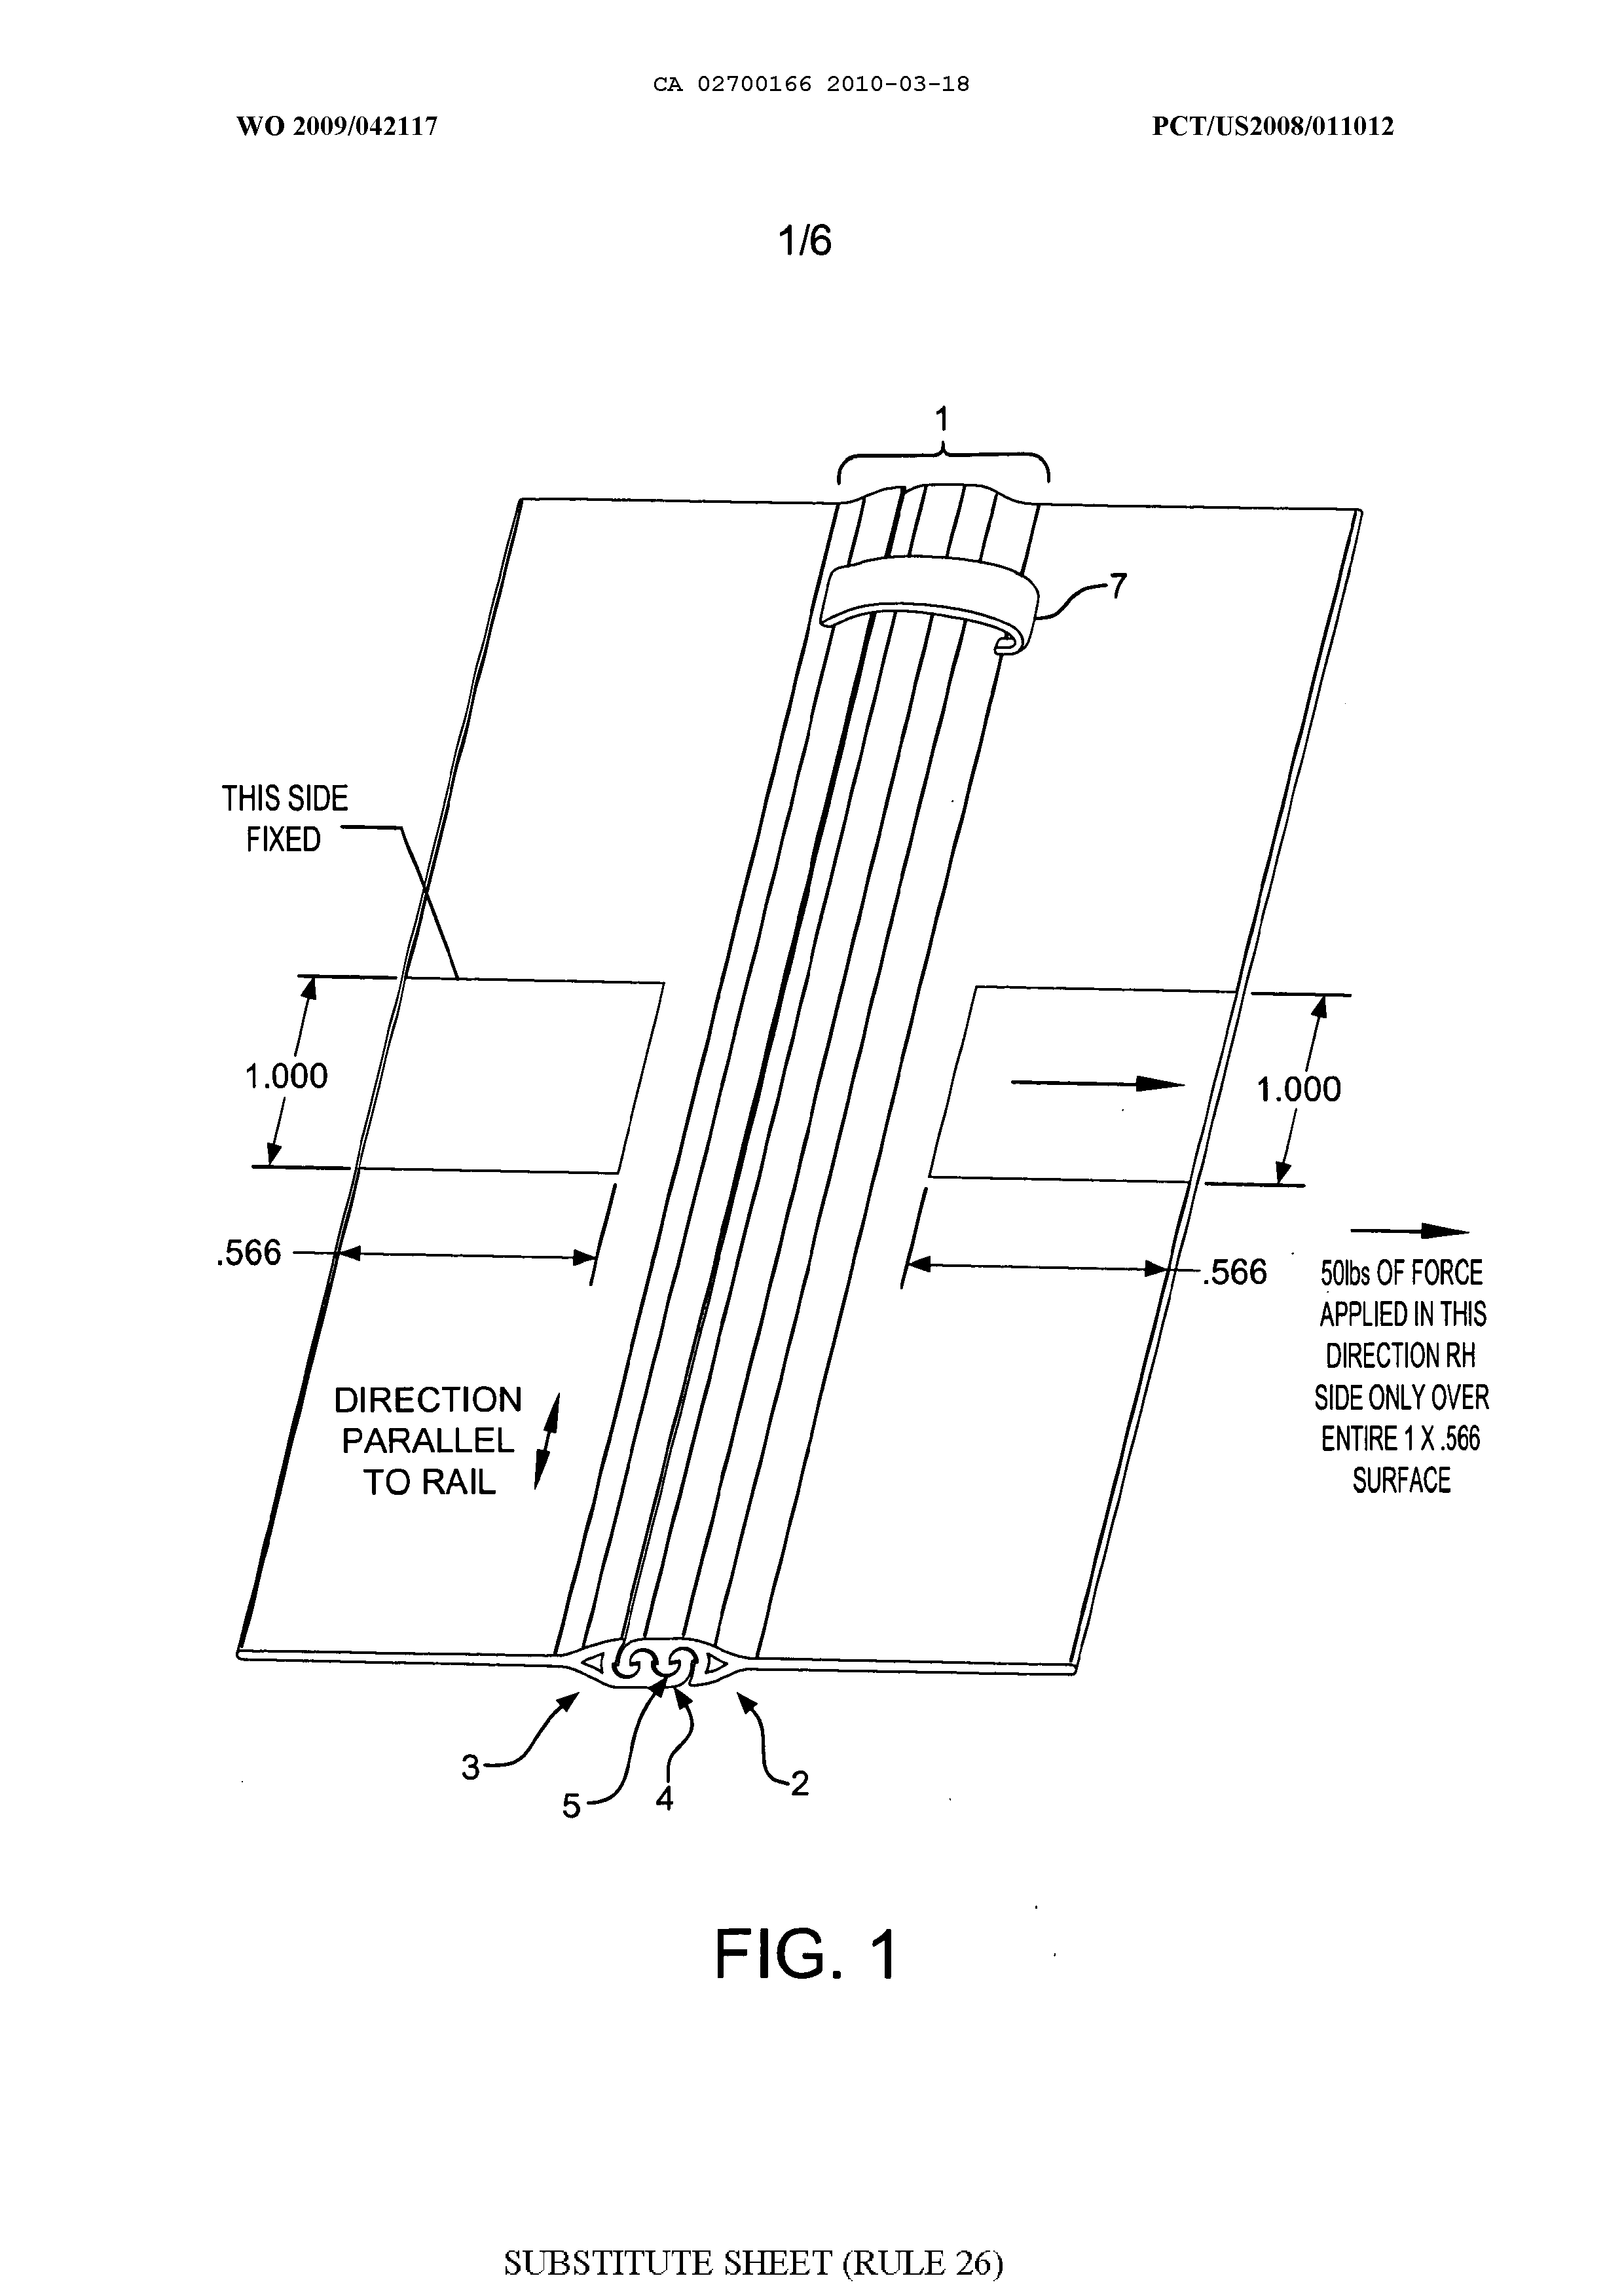 CA 02700166 2010-03-18
WO 2009/042117
PCT/US2008/011012
1/6
1
7
THIS SIDE
FIXED
1.000
1.000
.566
.566
50lbs OF FORCE
APPLIED IN THIS
DIRECTION RH
SIDE ONLY OVER
ENTIRE 1 X .566
SURFACE
DIRECTION
PARALLEL
TO RAIL
3
5
4
2
FIG. 1
SUBSTITUTE SHEET (RULE 26)